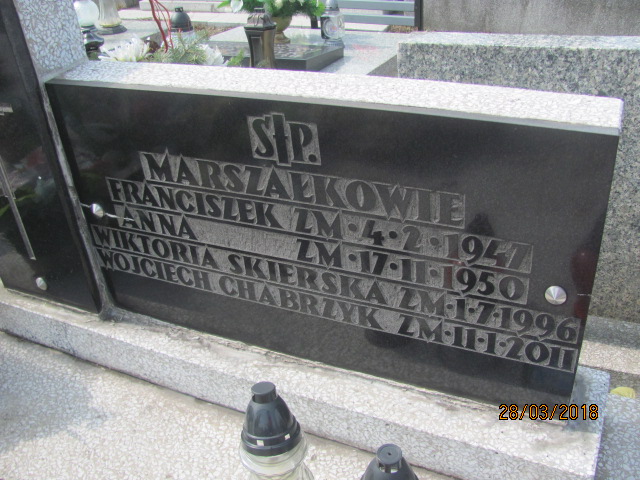 Ś†P.
MARSZAŁKOWIE
FRANCISZEK ZM·4·2·1947
ANNA ZM·17·11·1950
WIKTORIA SKIERSKA ZM·1·7·1996
WOJCIECH CHABRZYK ZM·11·1·2011
28/03/2018